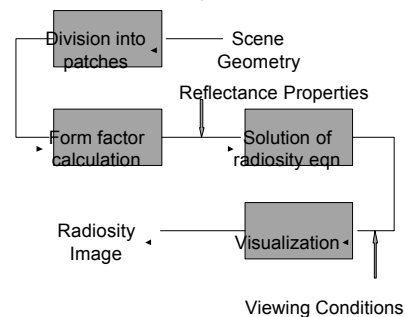 Division into
patches
Scene
Geometry
Reflectance Properties
Form factor
calculation
Solution of
radiosity eqn
Radiosity
Image
Visualization
Viewing Conditions